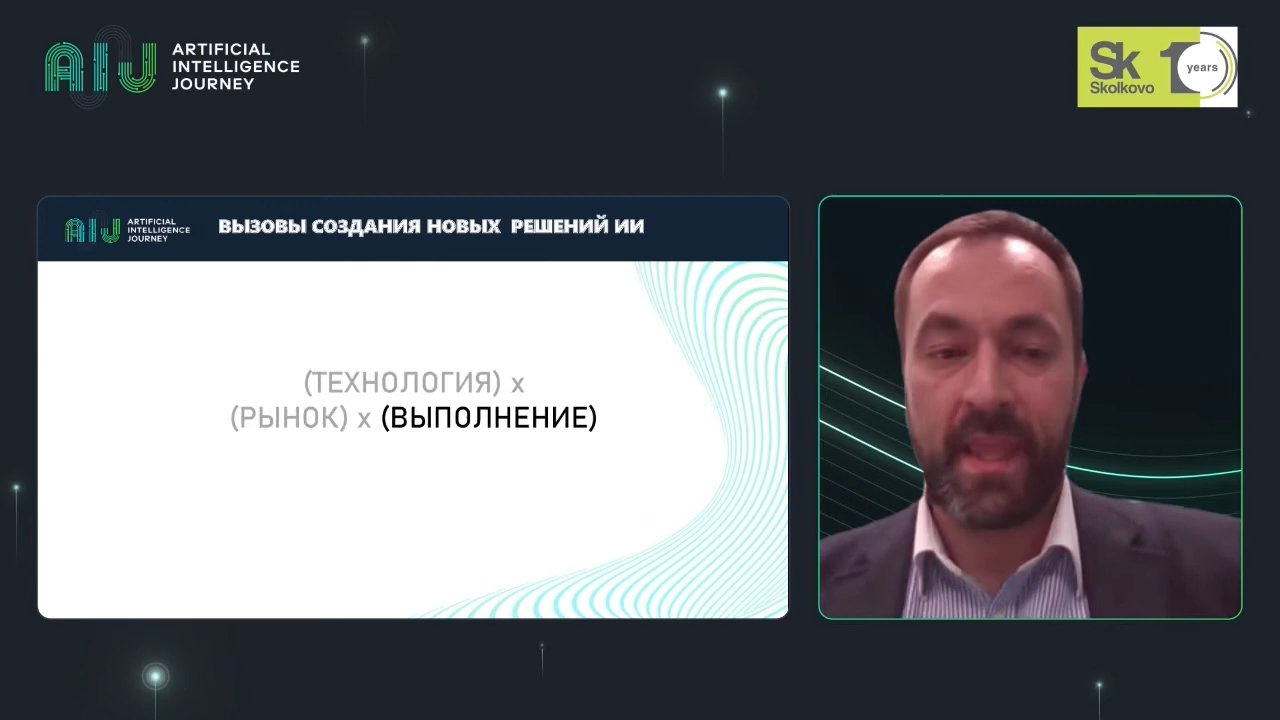 ARTIFICIAL
INTELLIGENCE
JOURNEY
Sk
Skolkovo
10
years
AIJ
ARTIFICIAL
INTELLIGENCE
JOURNEY
ВЫЗОВЫ СОЗДАНИЯ НОВЫХ РЕШЕНИЙ ИИ
(ТЕХНОЛОГИЯ) x
(РЫНОК) x (ВЫПОЛНЕНИЕ)